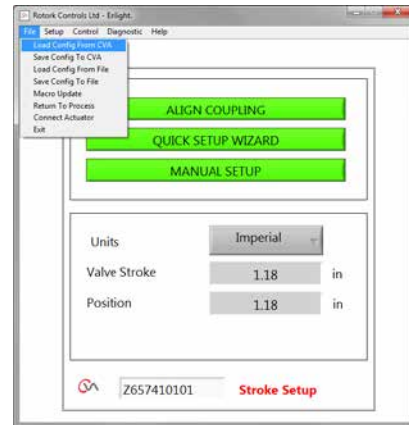 Rotork Controls Ltd - Enlight.
File Setup Control Diagnostic Help
Load Config From CVA
Save Config To CVA
Load Config From File
Save Config To File
Macro Update
Return To Process
Connect Actuator
Exit
ALIGN COUPLING
QUICK SETUP WIZARD
MANUAL SETUP
Units Imperial
Valve Stroke 1.18 in
Position 1.18 in
Z657410101 Stroke Setup